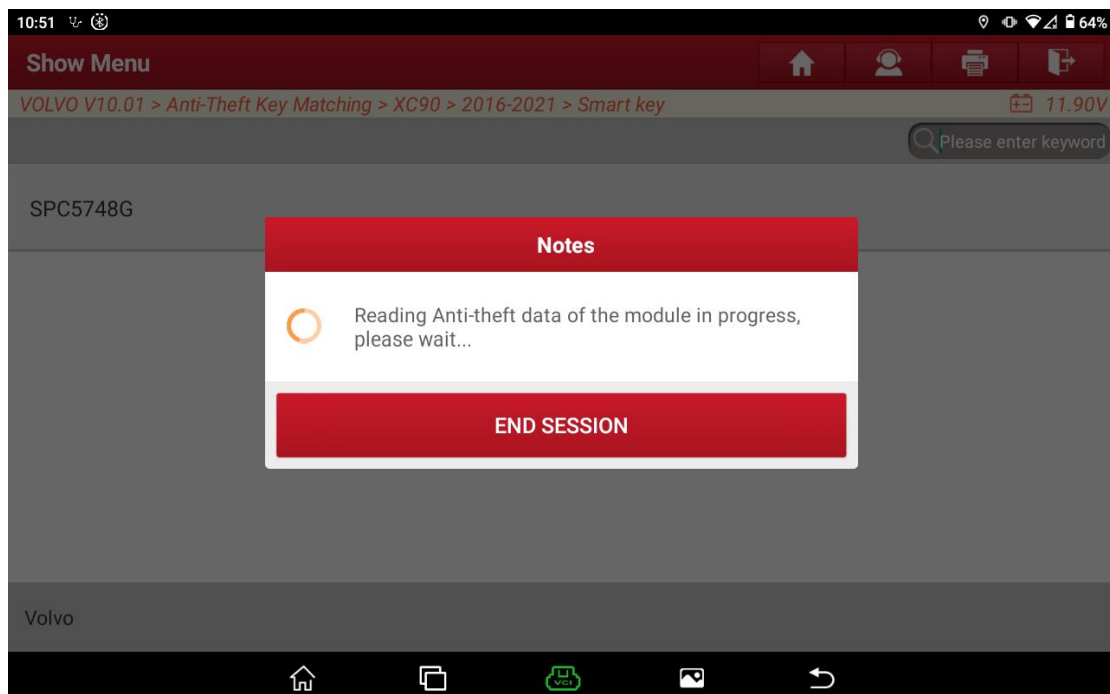 10:51
64%
Show Menu
VOLVO V10.01 > Anti-Theft Key Matching > XC90 > 2016-2021 > Smart key
11.90V
Please enter keyword
SPC5748G
Notes
Reading Anti-theft data of the module in progress,
please wait...
END SESSION
Volvo
VCI